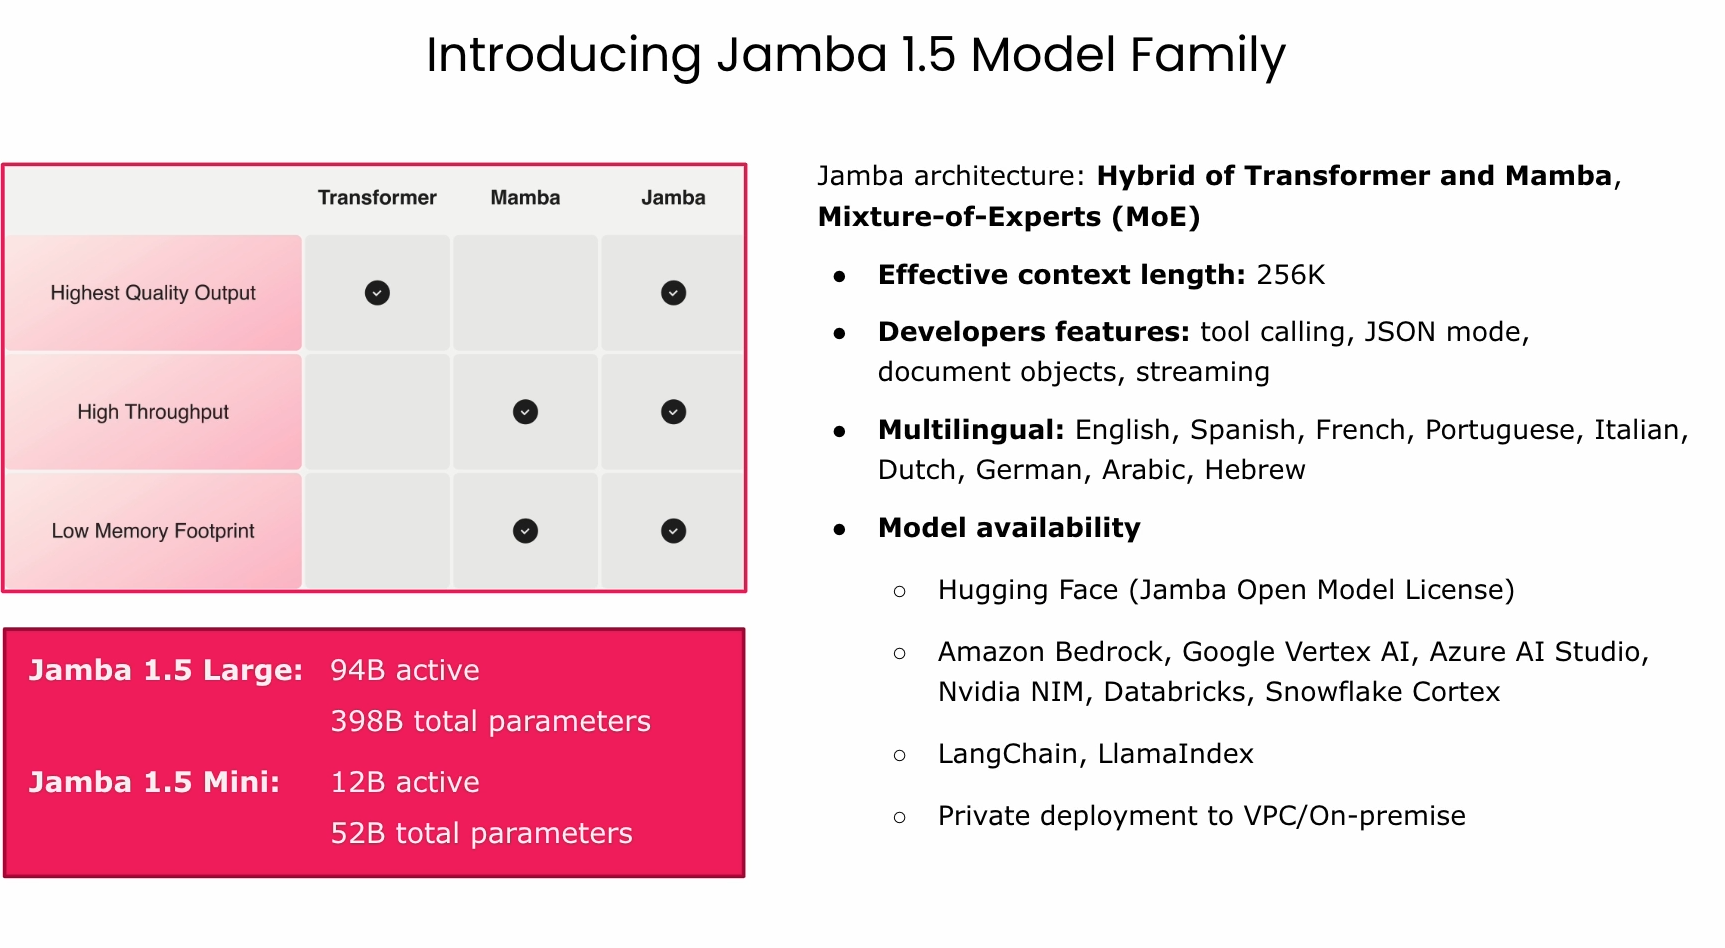 Introducing Jamba 1.5 Model Family
Transformer Mamba Jamba
Highest Quality Output
High Throughput
Low Memory Footprint
Jamba 1.5 Large: 94B active
398B total parameters
Jamba 1.5 Mini: 12B active
52B total parameters
Jamba architecture: Hybrid of Transformer and Mamba,
Mixture-of-Experts (MoE)
● Effective context length: 256K
● Developers features: tool calling, JSON mode,
document objects, streaming
● Multilingual: English, Spanish, French, Portuguese, Italian,
Dutch, German, Arabic, Hebrew
● Model availability
○ Hugging Face (Jamba Open Model License)
○ Amazon Bedrock, Google Vertex AI, Azure AI Studio,
Nvidia NIM, Databricks, Snowflake Cortex
○ LangChain, LlamaIndex
○ Private deployment to VPC/On-premise